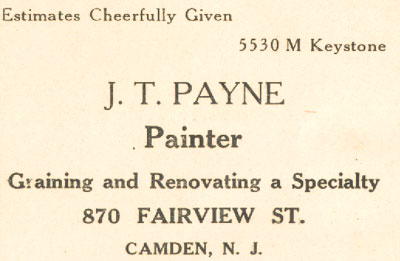 Estimates Cheerfully Given
5530 M Keystone
J. T. PAYNE
Painter
Graining and Renovating a Specialty
870 FAIRVIEW ST.
CAMDEN, N. J.